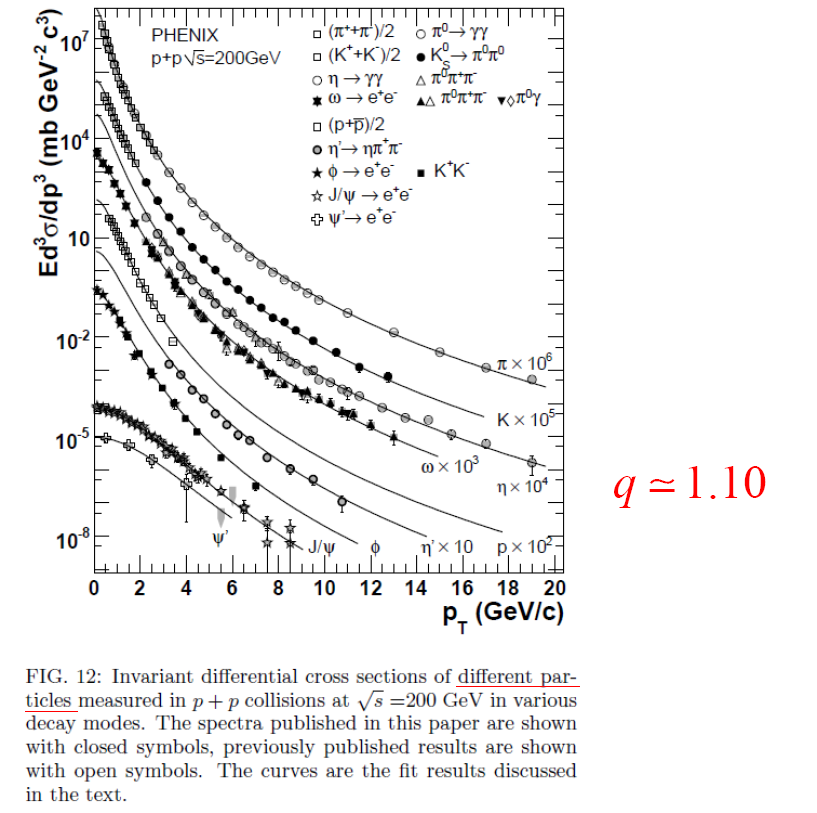 PHENIX
p+p√s=200GeV
(π⁺+π⁻)/2
π⁰→γγ
(K⁺+K⁻)/2
K⁰S→π⁰π⁰
η→γγ
π⁰π⁺π⁻
ω→e⁺e⁻
π⁰π⁺π⁻
π⁰γ
(p+p̅)/2
η'→ηπ⁺π⁻
ϕ→e⁺e⁻
K⁺K⁻
J/ψ→e⁺e⁻
ψ'→e⁺e⁻
Ed³σ/dp³ (mb GeV⁻² c³)
10⁷
10⁴
10
10⁻²
10⁻⁵
10⁻⁸
π×10⁶
K×10⁵
ω×10³
η×10⁴
ψ'
J/ψ
ϕ
η'×10
p×10²
0 2 4 6 8 10 12 14 16 18 20
pT (GeV/c)
q ≃ 1.10
FIG. 12: Invariant differential cross sections of different par-
ticles measured in p + p collisions at √s =200 GeV in various
decay modes. The spectra published in this paper are shown
with closed symbols, previously published results are shown
with open symbols. The curves are the fit results discussed
in the text.